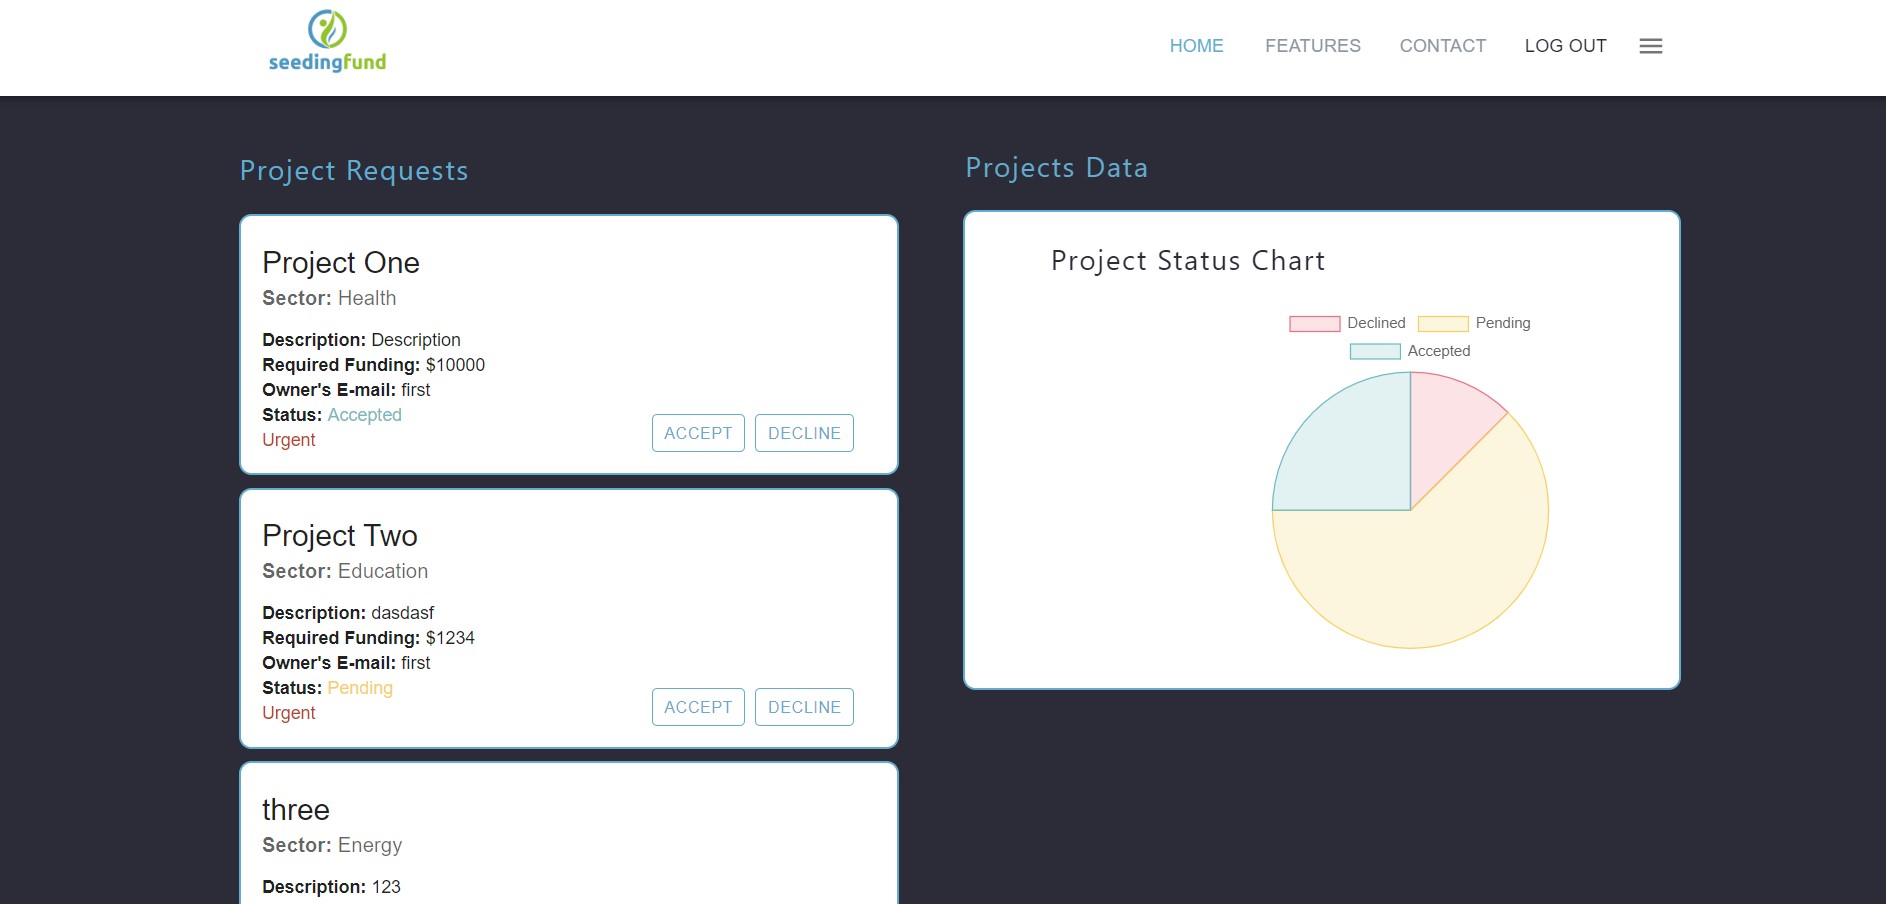 seedingfund
HOME FEATURES CONTACT LOG OUT
Project Requests
Project One
Sector: Health
Description: Description
Required Funding: $10000
Owner's E-mail: first
Status: Accepted
Urgent
ACCEPT DECLINE
Project Two
Sector: Education
Description: dasdasf
Required Funding: $1234
Owner's E-mail: first
Status: Pending
Urgent
ACCEPT DECLINE
three
Sector: Energy
Description: 123
Projects Data
Project Status Chart
Declined Pending
Accepted